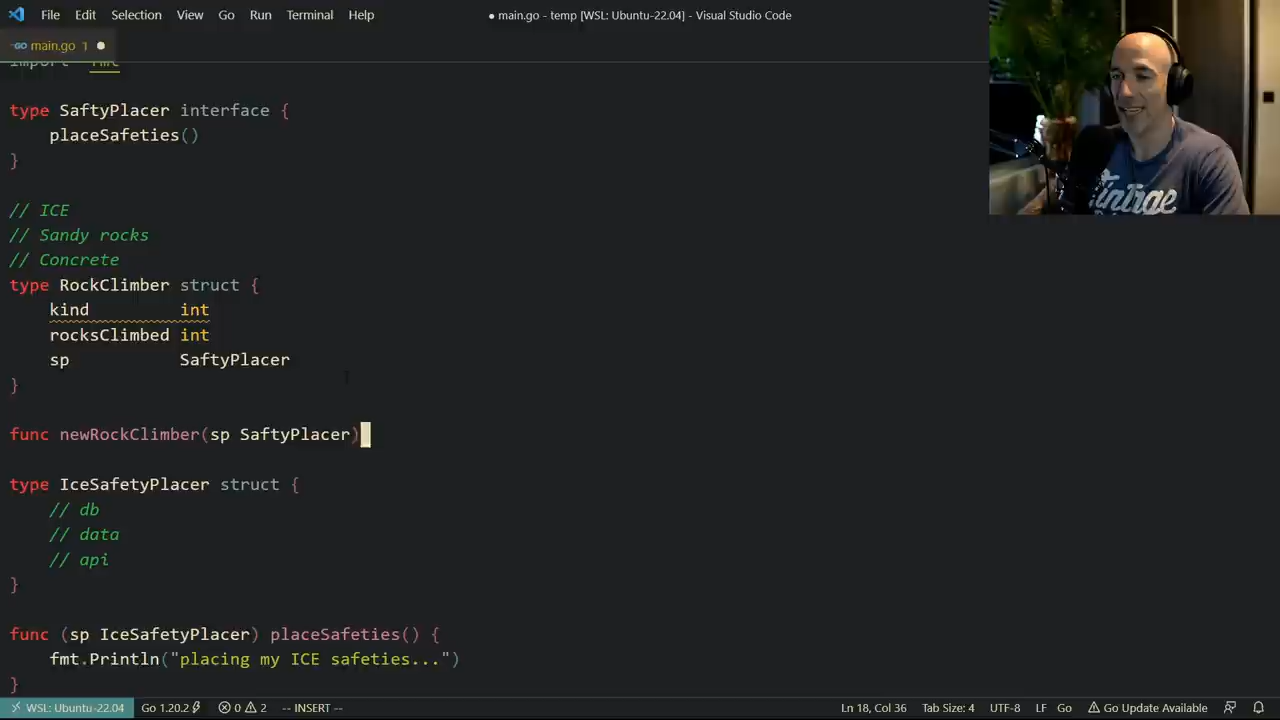 File Edit Selection View Go Run Terminal Help
● main.go - temp [WSL: Ubuntu-22.04] - Visual Studio Code
main.go 1 ●
import "fmt"
type SaftyPlacer interface {
placeSafeties()
}
// ICE
// Sandy rocks
// Concrete
type RockClimber struct {
kind int
rocksClimbed int
sp SaftyPlacer
}
func newRockClimber(sp SaftyPlacer)
type IceSafetyPlacer struct {
// db
// data
// api
}
func (sp IceSafetyPlacer) placeSafeties() {
fmt.Println("placing my ICE safeties...")
}
WSL: Ubuntu-22.04 Go 1.20.2 0 2 -- INSERT -- Ln 18, Col 36 Tab Size: 4 UTF-8 LF Go Go Update Available